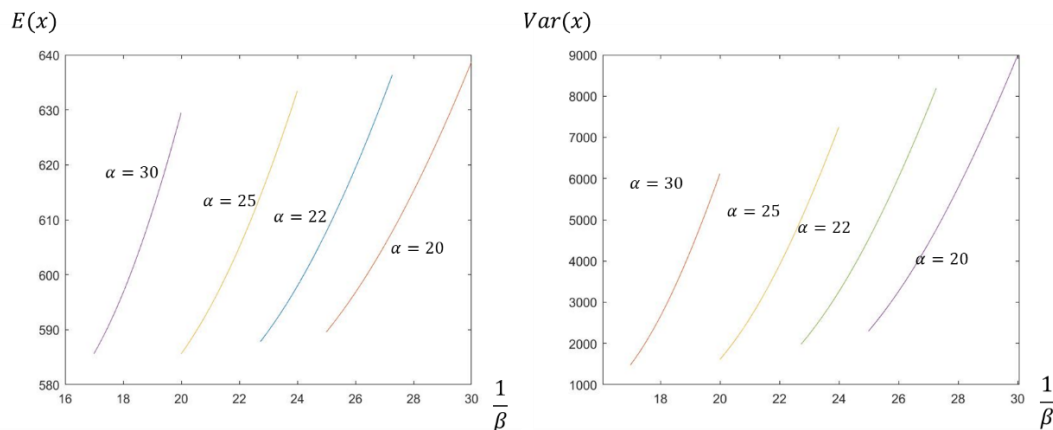 E(x)
640
630
620
610
600
590
580
16
18
20
22
24
26
28
30
α = 30
α = 25
α = 22
α = 20
1
β
Var(x)
9000
8000
7000
6000
5000
4000
3000
2000
1000
18
20
22
24
26
28
30
α = 30
α = 25
α = 22
α = 20
1
β